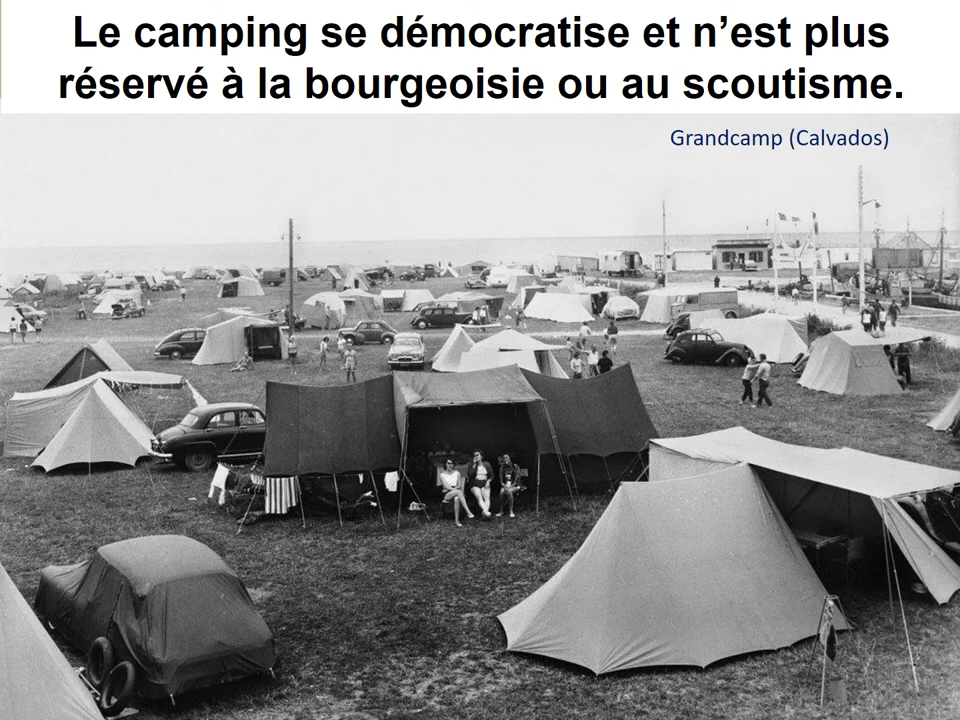 Le camping se démocratise et n’est plus
réservé à la bourgeoisie ou au scoutisme.
Grandcamp (Calvados)